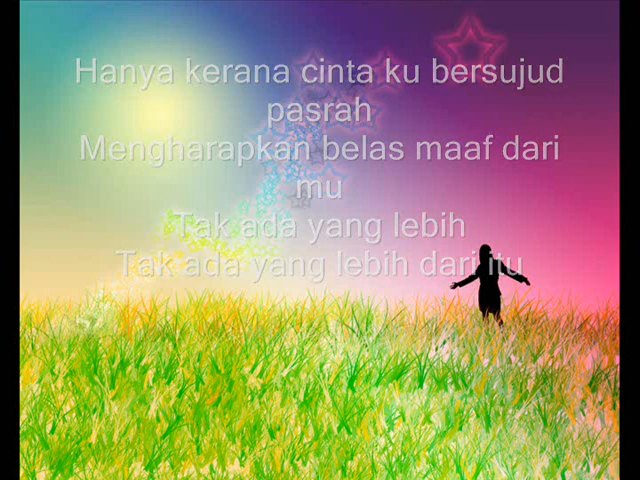 Hanya kerana cinta ku bersujud
pasrah
Mengharapkan belas maaf dari
mu
Tak ada yang lebih
Tak ada yang lebih dari itu